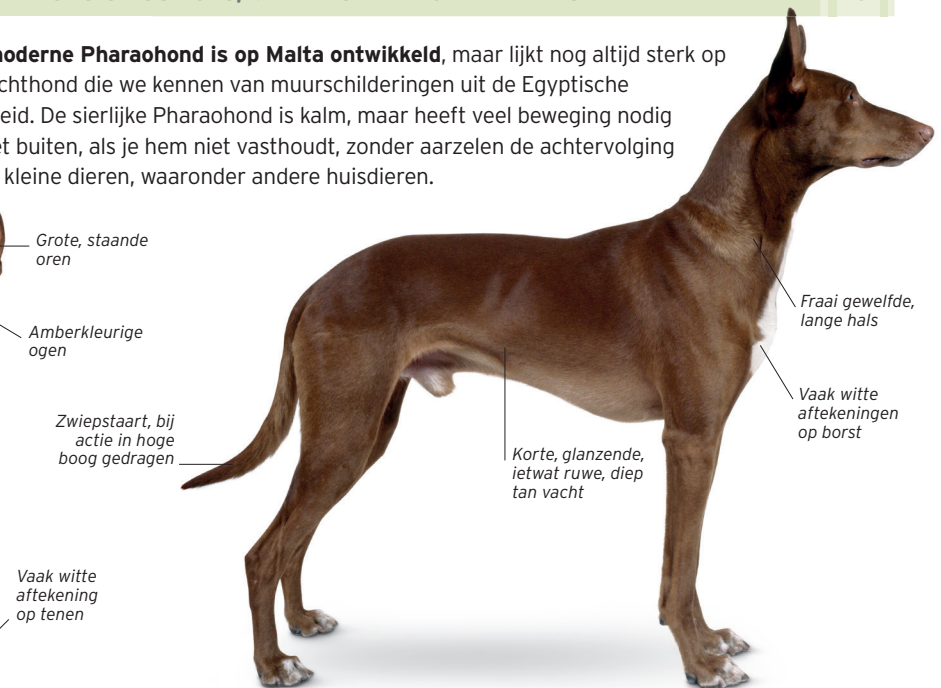 moderne Pharaohond is op Malta ontwikkeld, maar lijkt nog altijd sterk op
chthond die we kennen van muurschilderingen uit de Egyptische
eid. De sierlijke Pharaohond is kalm, maar heeft veel beweging nodig
et buiten, als je hem niet vasthoudt, zonder aarzelen de achtervolging
kleine dieren, waaronder andere huisdieren.
Grote, staande
oren
Amberkleurige
ogen
Fraai gewelfde,
lange hals
Vaak witte
aftekeningen
op borst
Zwiepstaart, bij
actie in hoge
boog gedragen
Korte, glanzende,
ietwat ruwe, diep
tan vacht
Vaak witte
aftekening
op tenen